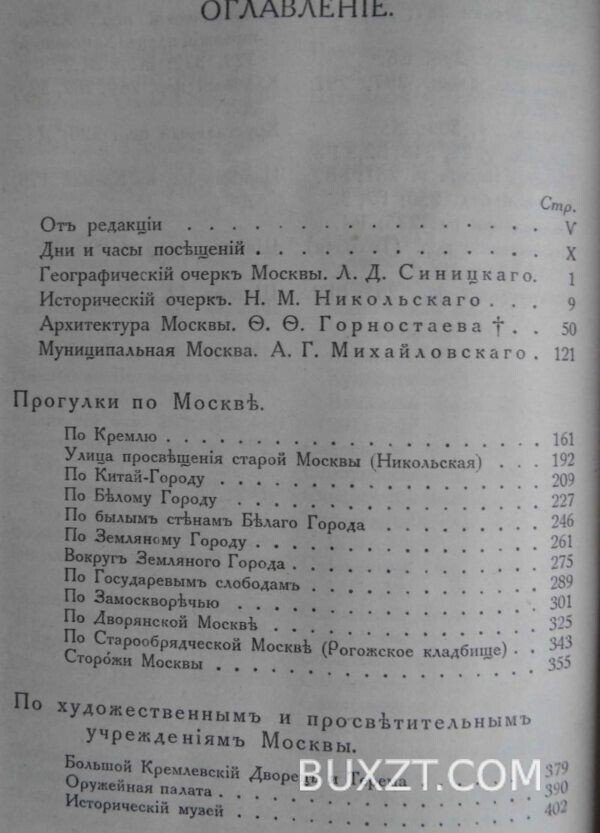 ОГЛАВЛЕНІЕ.
Стр.
Отъ редакціи . . . . . . . . . . . . . . V
Дни и часы посѣщеній . . . . . . . . . . . X
Географическій очеркъ Москвы. Л. Д. Синицкаго. 1
Историческій очеркъ. Н. М. Никольскаго . . . 9
Архитектура Москвы. Ѳ. Ѳ. Горностаева † . . 50
Муниципальная Москва. А. Г. Михайловскаго . 121
Прогулки по Москвѣ.
По Кремлю . . . . . . . . . . . . . . 161
Улица просвѣщенія старой Москвы (Никольская) . . . 192
По Китай-Городу . . . . . . . . . . . . 209
По Бѣлому Городу . . . . . . . . . . . . 227
По былымъ стѣнамъ Бѣлаго Города . . . . . . . 246
По Земляному Городу . . . . . . . . . . . 261
Вокругъ Земляного Города . . . . . . . . . . 275
По Государевымъ слободамъ . . . . . . . . . 289
По Замоскворѣчью . . . . . . . . . . . . 301
По Дворянской Москвѣ . . . . . . . . . . . 325
По Старообрядческой Москвѣ (Рогожское кладбище) . . 343
Сторожи Москвы . . . . . . . . . . . . . 355
По художественнымъ и просвѣтительнымъ
учрежденіямъ Москвы.
Большой Кремлевскій Дворецъ и Терема . . . . . 379
Оружейная палата . . . . . . . . . . . . 390
Историческій музей . . . . . . . . . . . 402
BUXZT.COM